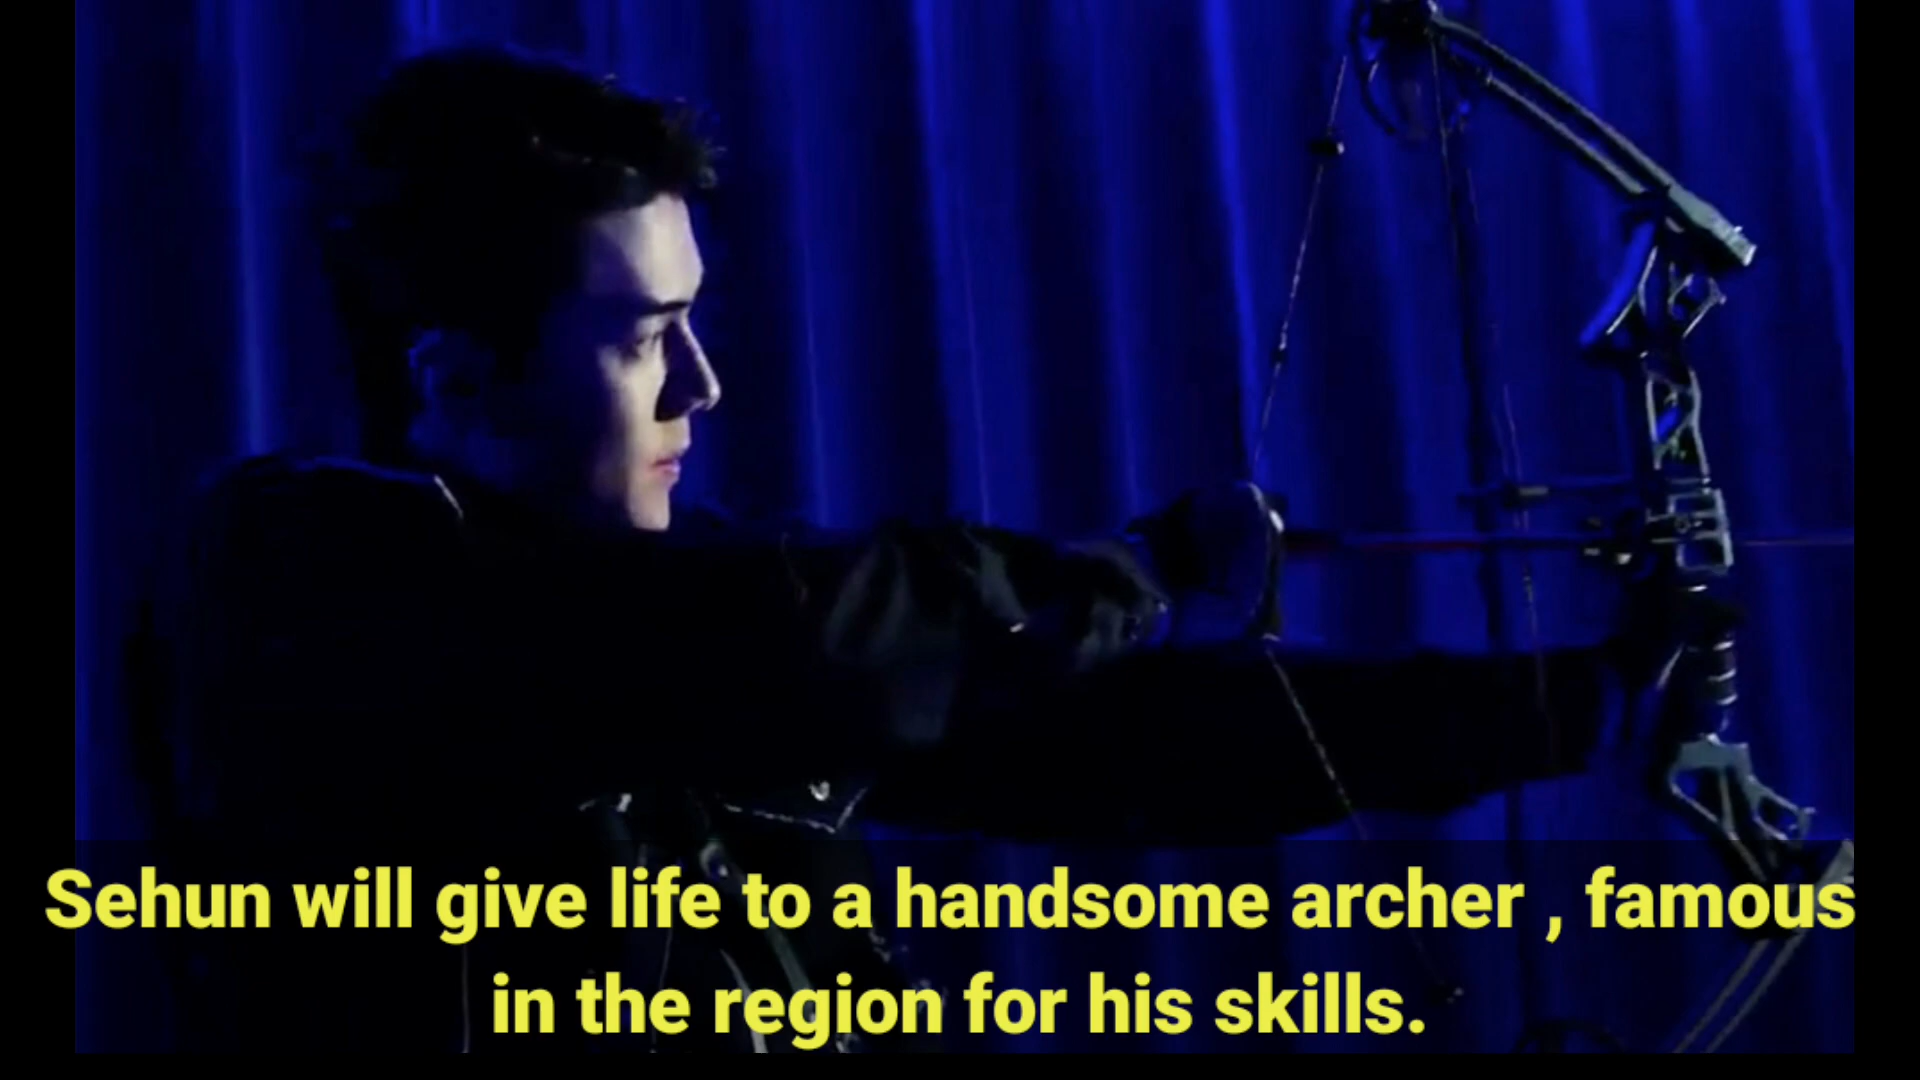 Sehun will give life to a handsome archer , famous
in the region for his skills.